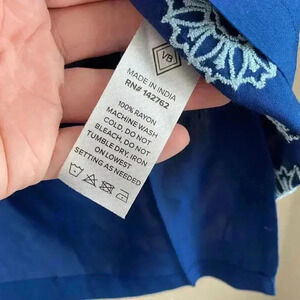 MADE IN INDIA
RN# 142762
100% RAYON
MACHINE WASH
COLD. DO NOT
BLEACH, DO NOT
TUMBLE DRY, IRON
ON LOWEST
SETTING AS NEEDED